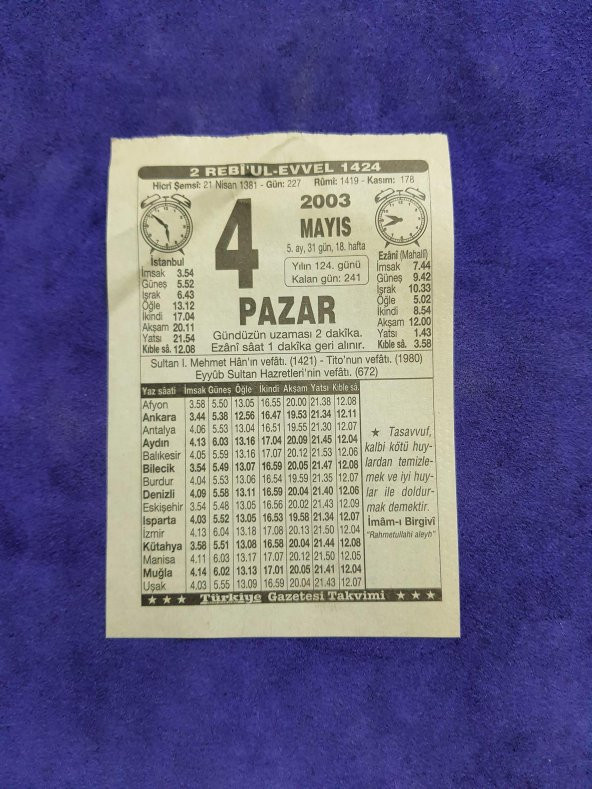 2 REBİ'UL-EVVEL 1424
Hicrî Şemsî: 21 Nisan 1381 - Gün: 227 Rûmî: 1419 - Kasım: 178
4
2003
MAYIS
5. ay, 31 gün, 18. hafta
Yılın 124. günü
Kalan gün: 241
PAZAR
Gündüzün uzaması 2 dakîka.
Ezânî sâat 1 dakîka geri alınır.
İstanbul
İmsak 3.54
Güneş 5.52
İşrak 6.43
Öğle 13.12
İkindi 17.04
Akşam 20.11
Yatsı 21.54
Kıble sâ. 12.08
Ezânî (Mahallî)
İmsak 7.44
Güneş 9.42
İşrak 10.33
Öğle 5.02
İkindi 8.54
Akşam 12.00
Yatsı 1.43
Kıble sâ. 3.58
Sultan I. Mehmet Hân'ın vefâtı. (1421) - Tito'nun vefâtı. (1980)
Eyyûb Sultan Hazretleri'nin vefâtı. (672)
Yaz sâati İmsak Güneş Öğle İkindi Akşam Yatsı Kıble sâ.
Afyon 3.58 5.50 13.05 16.55 20.00 21.38 12.08
Ankara 3.44 5.38 12.56 16.47 19.53 21.34 12.11
Antalya 4.06 5.53 13.04 16.51 19.55 21.30 12.07
Aydın 4.13 6.03 13.16 17.04 20.09 21.45 12.04
Balıkesir 4.05 5.59 13.16 17.07 20.12 21.53 12.06
Bilecik 3.54 5.49 13.07 16.59 20.05 21.47 12.08
Burdur 4.04 5.53 13.06 16.54 19.59 21.35 12.07
Denizli 4.09 5.58 13.11 16.59 20.04 21.40 12.06
Eskişehir 3.54 5.48 13.05 16.56 20.02 21.43 12.09
Isparta 4.03 5.52 13.05 16.53 19.58 21.34 12.07
İzmir 4.13 6.04 13.18 17.08 20.13 21.50 12.04
Kütahya 3.58 5.51 13.08 16.58 20.04 21.44 12.08
Manisa 4.11 6.03 13.17 17.07 20.12 21.50 12.05
Muğla 4.14 6.02 13.13 17.01 20.05 21.41 12.04
Uşak 4.03 5.55 13.09 16.59 20.04 21.43 12.07
★ Tasavvuf,
kalbi kötü huy-
lardan temizle-
mek ve iyi huy-
lar ile doldur-
mak demektir.
İmâm-ı Birgivî
"Rahmetullahi aleyh"
★ ★ ★ Türkiye Gazetesi Takvimi ★ ★ ★